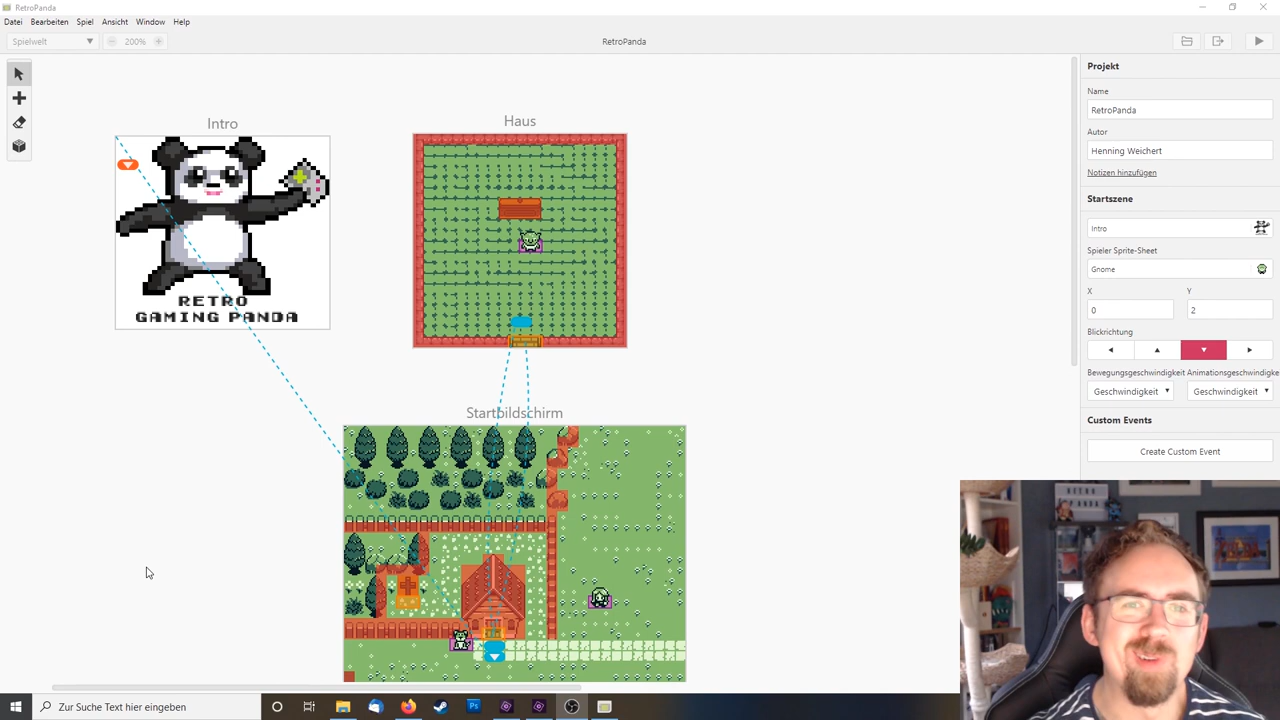 RetroPanda
Datei Bearbeiten Spiel Ansicht Window Help
Spielwelt 200% RetroPanda
Projekt
Name
RetroPanda
Autor
Henning Weichert
Notizen hinzufügen
Startszene
Intro
Spieler Sprite-Sheet
Gnome
X Y
0 2
Blickrichtung
Bewegungsgeschwindigkeit Animationsgeschwindigke
Geschwindigkeit Geschwindigkeit
Custom Events
Create Custom Event
Intro
RETRO
GAMING PANDA
Haus
Startbildschirm
Zur Suche Text hier eingeben
Ps